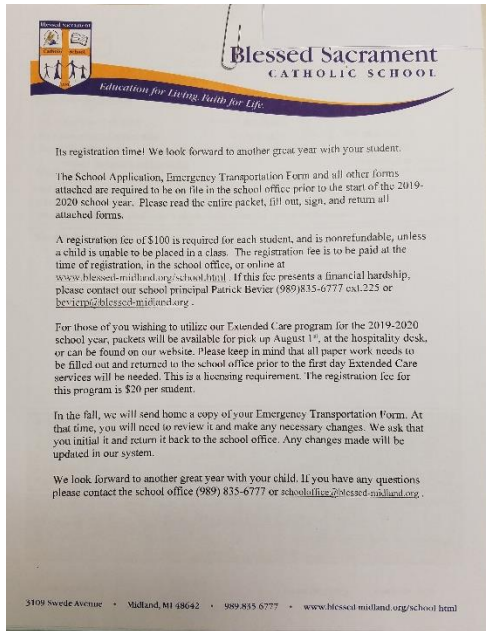 Blessed Sacrament
Catholic School
Blessed Sacrament
CATHOLIC SCHOOL
Education for Living. Faith for Life.
Its registration time! We look forward to another great year with your student.
The School Application, Emergency Transportation Form and all other forms
attached are required to be on file in the school office prior to the start of the 2019-
2020 school year. Please read the entire packet, fill out, sign, and return all
attached forms.
A registration fee of $100 is required for each student, and is nonrefundable, unless
a child is unable to be placed in a class. The registration fee is to be paid at the
time of registration, in the school office, or online at
www.blessed-midland.org/school.html . If this fee presents a financial hardship,
please contact our school principal Patrick Bevier (989)835-6777 ext.225 or
bevierp@blessed-midland.org .
For those of you wishing to utilize our Extended Care program for the 2019-2020
school year, packets will be available for pick up August 1st, at the hospitality desk,
or can be found on our website. Please keep in mind that all paper work needs to
be filled out and returned to the school office prior to the first day Extended Care
services will be needed. This is a licensing requirement. The registration fee for
this program is $20 per student.
In the fall, we will send home a copy of your Emergency Transportation Form. At
that time, you will need to review it and make any necessary changes. We ask that
you initial it and return it back to the school office. Any changes made will be
updated in our system.
We look forward to another great year with your child. If you have any questions
please contact the school office (989) 835-6777 or schooloffice@blessed-midland.org .
3109 Swede Avenue • Midland, MI 48642 • 989.835.6777 • www.blessed-midland.org/school.html